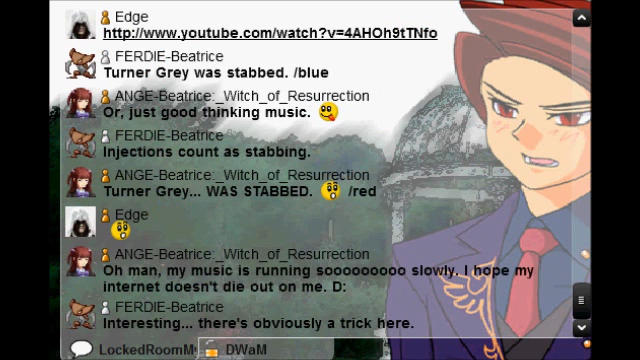 Edge
http://www.youtube.com/watch?v=4AHOh9tTNfo
FERDIE-Beatrice
Turner Grey was stabbed. /blue
ANGE-Beatrice:_Witch_of_Resurrection
Or, just good thinking music.
FERDIE-Beatrice
Injections count as stabbing.
ANGE-Beatrice:_Witch_of_Resurrection
Turner Grey... WAS STABBED. /red
Edge
ANGE-Beatrice:_Witch_of_Resurrection
Oh man, my music is running sooooooooo slowly. I hope my
internet doesn't die out on me. D:
FERDIE-Beatrice
Interesting... there's obviously a trick here.
LockedRoomM
DWaM